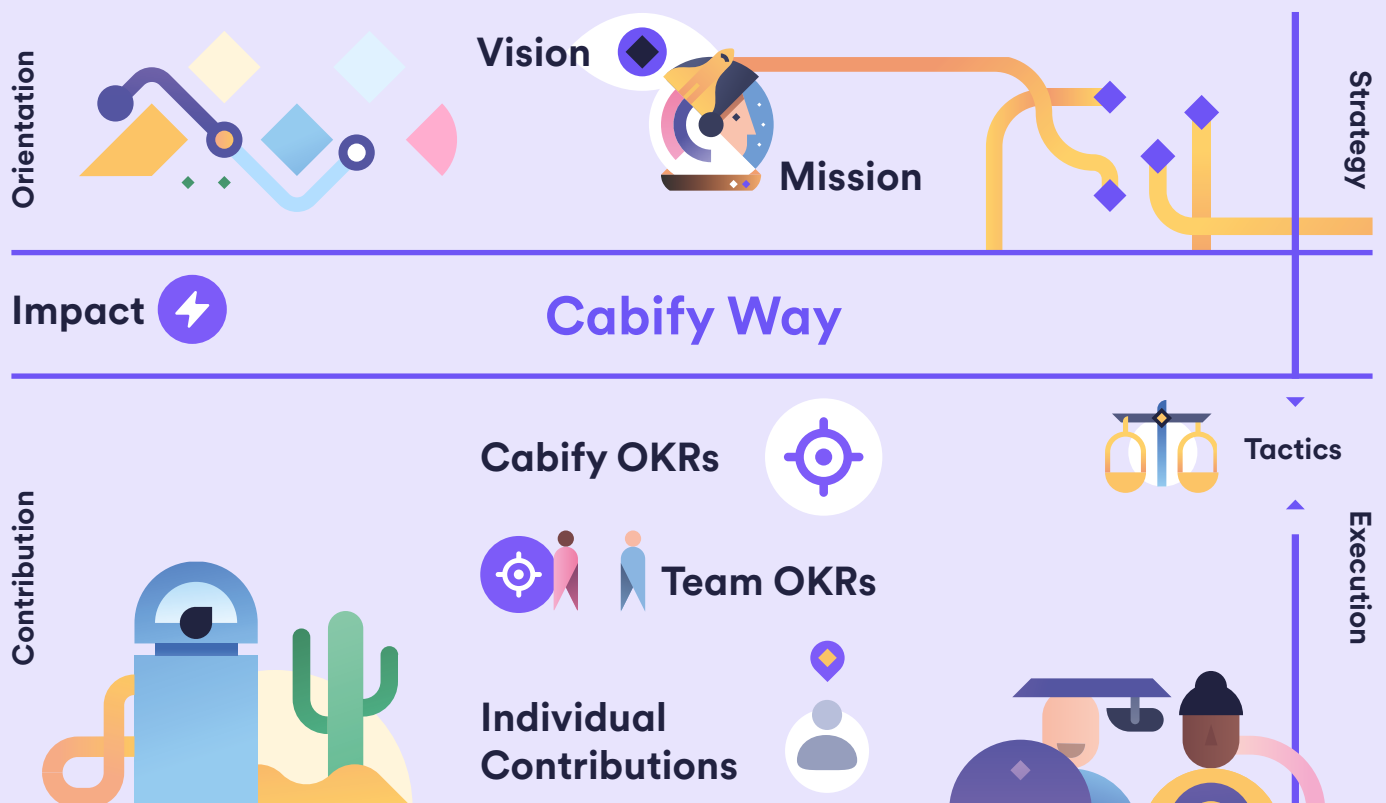 Orientation
Vision
Mission
Strategy
Impact
Cabify Way
Cabify OKRs
Tactics
Contribution
Execution
Team OKRs
Individual
Contributions